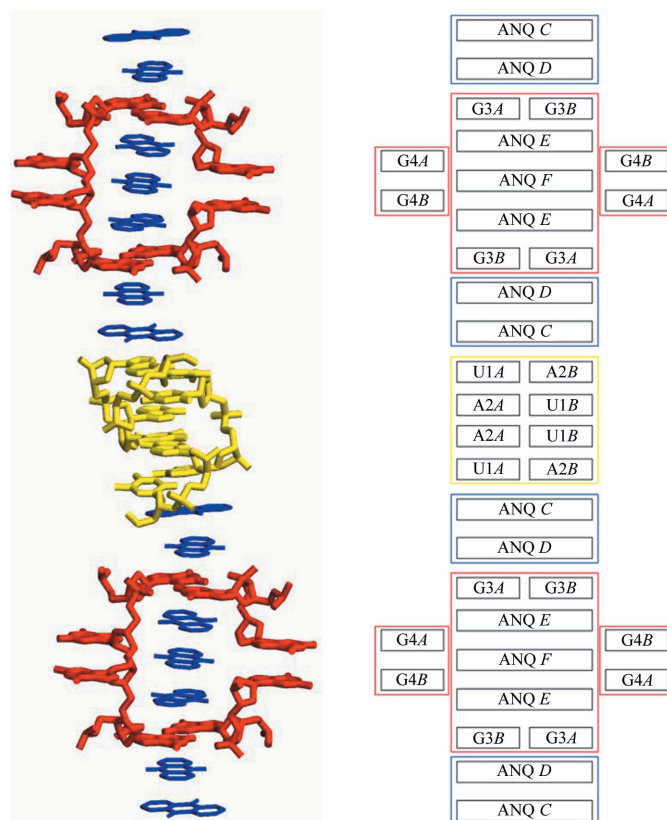 ANQ C
ANQ D
G3A G3B
ANQ E
G4A G4B
ANQ F
G4B G4A
ANQ E
G3B G3A
ANQ D
ANQ C
U1A A2B
A2A U1B
A2A U1B
U1A A2B
ANQ C
ANQ D
G3A G3B
ANQ E
G4A G4B
ANQ F
G4B G4A
ANQ E
G3B G3A
ANQ D
ANQ C